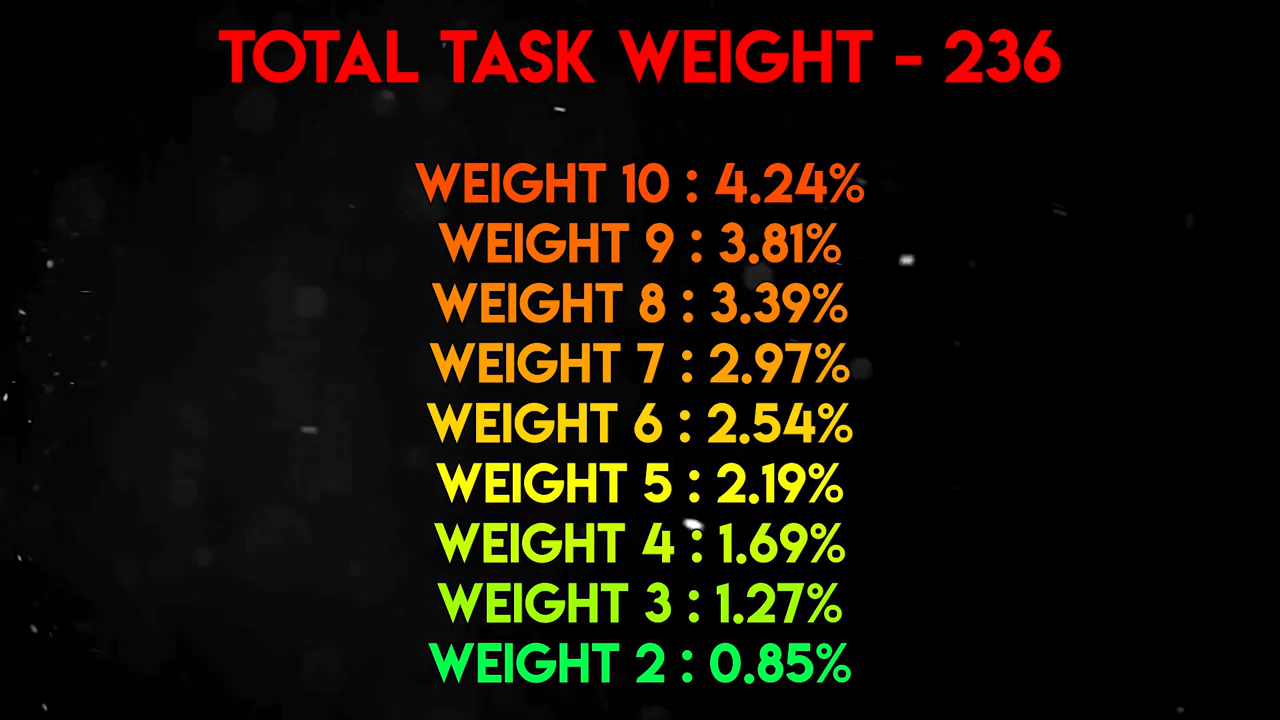 TOTAL TASK WEIGHT - 236
WEIGHT 10 : 4.24%
WEIGHT 9 : 3.81%
WEIGHT 8 : 3.39%
WEIGHT 7 : 2.97%
WEIGHT 6 : 2.54%
WEIGHT 5 : 2.19%
WEIGHT 4 : 1.69%
WEIGHT 3 : 1.27%
WEIGHT 2 : 0.85%